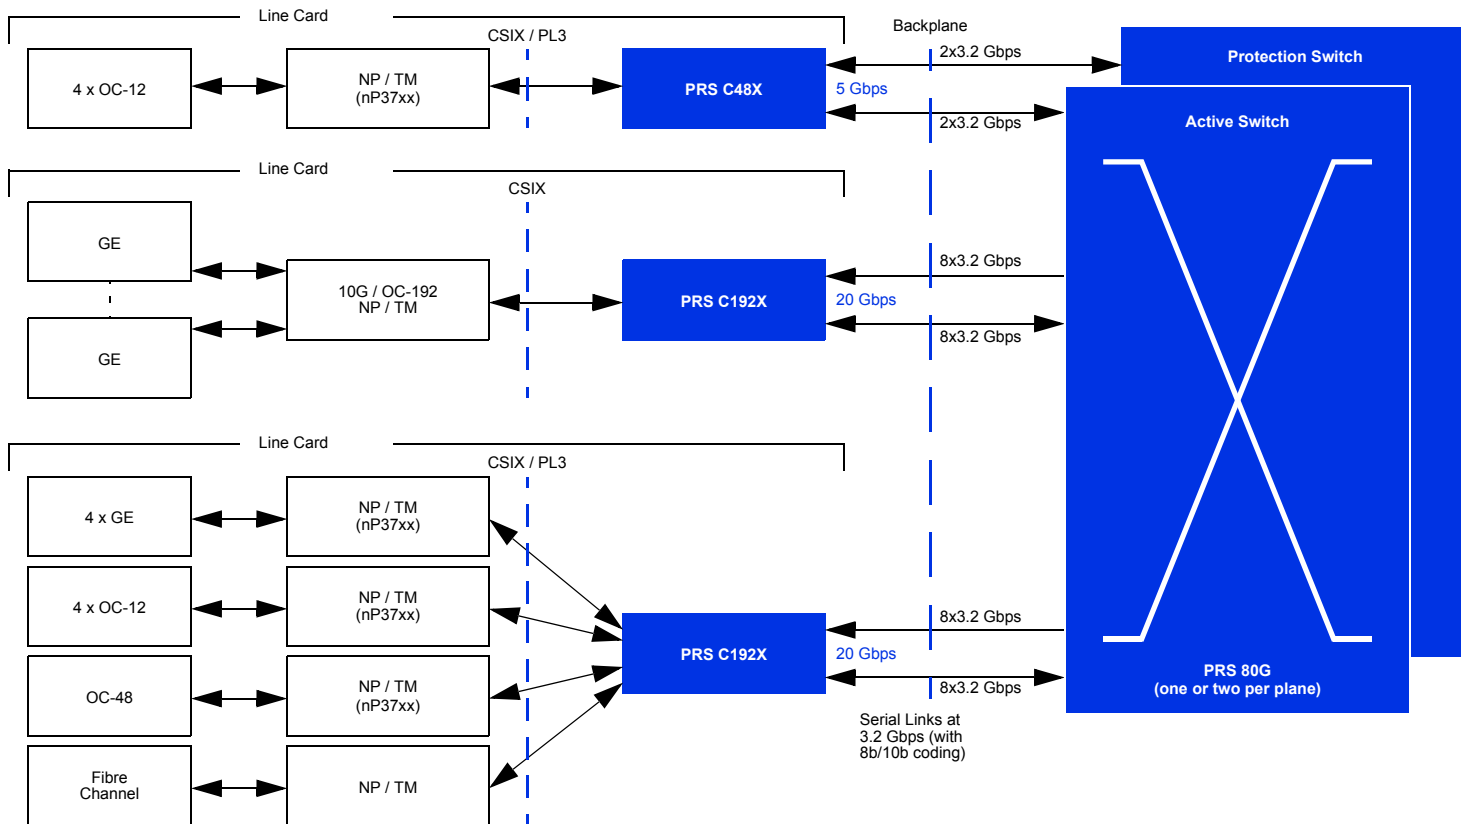 Line Card
CSIX / PL3
Backplane
4 x OC-12
NP / TM
(nP37xx)
PRS C48X
5 Gbps
2x3.2 Gbps
2x3.2 Gbps
Protection Switch
Active Switch
Line Card
CSIX
GE
GE
10G / OC-192
NP / TM
PRS C192X
20 Gbps
8x3.2 Gbps
8x3.2 Gbps
Line Card
CSIX / PL3
4 x GE
NP / TM
(nP37xx)
4 x OC-12
NP / TM
(nP37xx)
OC-48
NP / TM
(nP37xx)
Fibre
Channel
NP / TM
PRS C192X
20 Gbps
8x3.2 Gbps
8x3.2 Gbps
Serial Links at
3.2 Gbps (with
8b/10b coding)
PRS 80G
(one or two per plane)